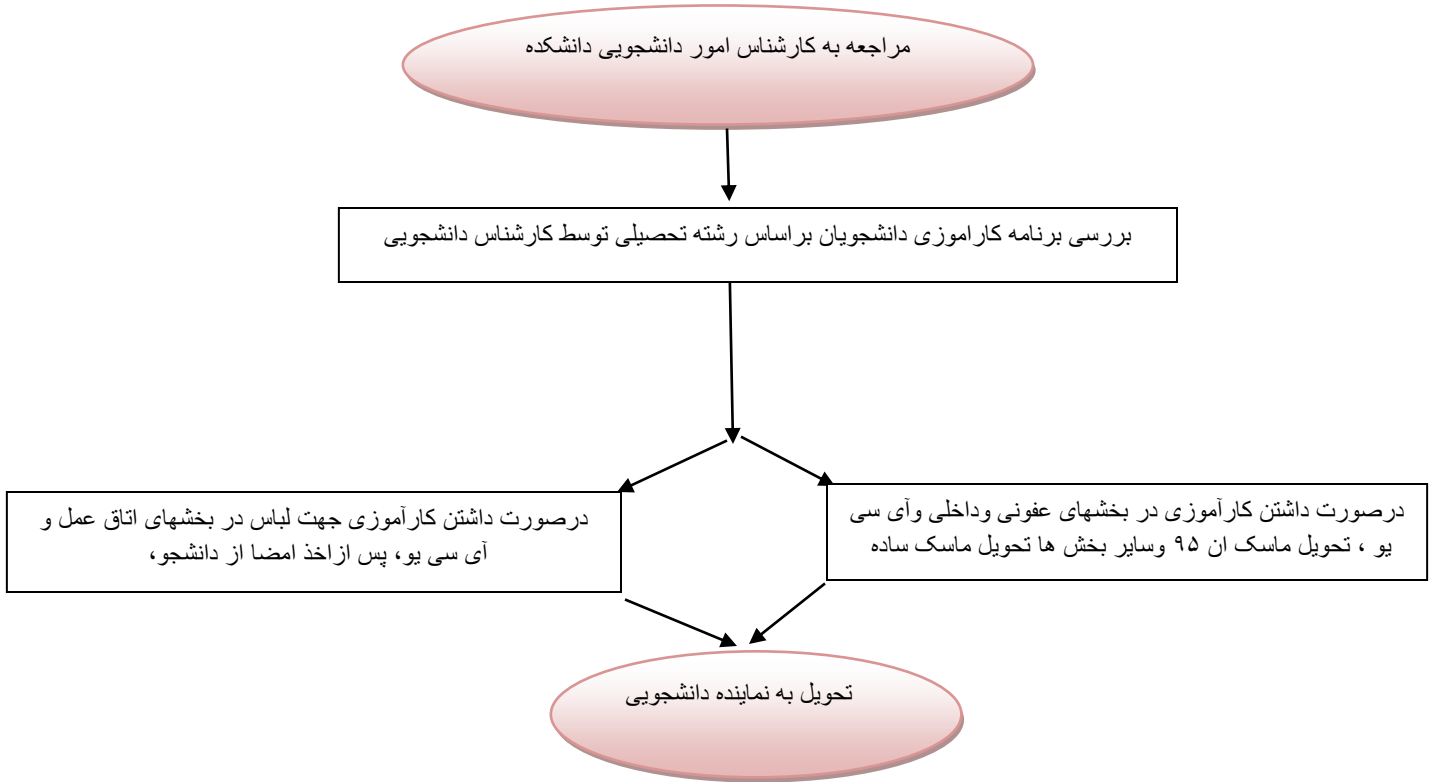 مراجعه به کارشناس امور دانشجویی دانشکده
بررسی برنامه کاراموزی دانشجویان براساس رشته تحصیلی توسط کارشناس دانشجویی
درصورت داشتن کارآموزی در بخشهای عفونی وداخلی وآی سی
یو ، تحویل ماسک ان ۹۵ وسایر بخش ها تحویل ماسک ساده
درصورت داشتن کارآموزی جهت لباس در بخشهای اتاق عمل و
آی سی یو، پس ازاخذ امضا از دانشجو،
تحویل به نماینده دانشجویی